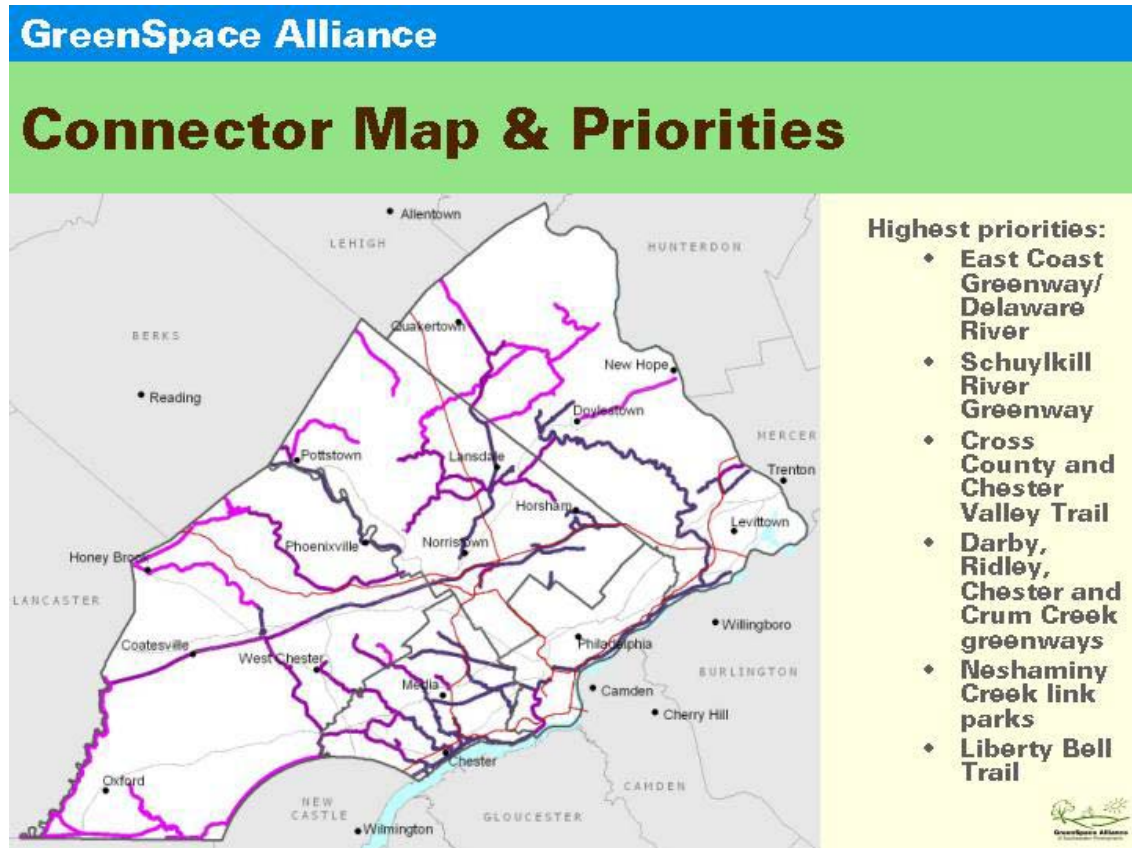 GreenSpace Alliance
Connector Map & Priorities
Allentown
LEHIGH
HUNTERDON
Quakertown
BERKS
New Hope
Reading
Doylestown
MERCER
Pottstown
Lansdale
Trenton
Horsham
Levittown
Phoenixville
Norristown
Honey Brook
LANCASTER
Willingboro
Coatesville
West Chester
Philadelphia
BURLINGTON
Media
Camden
Cherry Hill
Chester
Oxford
CAMDEN
NEW
CASTLE
GLOUCESTER
Wilmington
Highest priorities:
• East Coast
Greenway/
Delaware
River
• Schuylkill
River
Greenway
• Cross
County and
Chester
Valley Trail
• Darby,
Ridley,
Chester and
Crum Creek
greenways
• Neshaminy
Creek link
parks
• Liberty Bell
Trail
GreenSpace Alliance